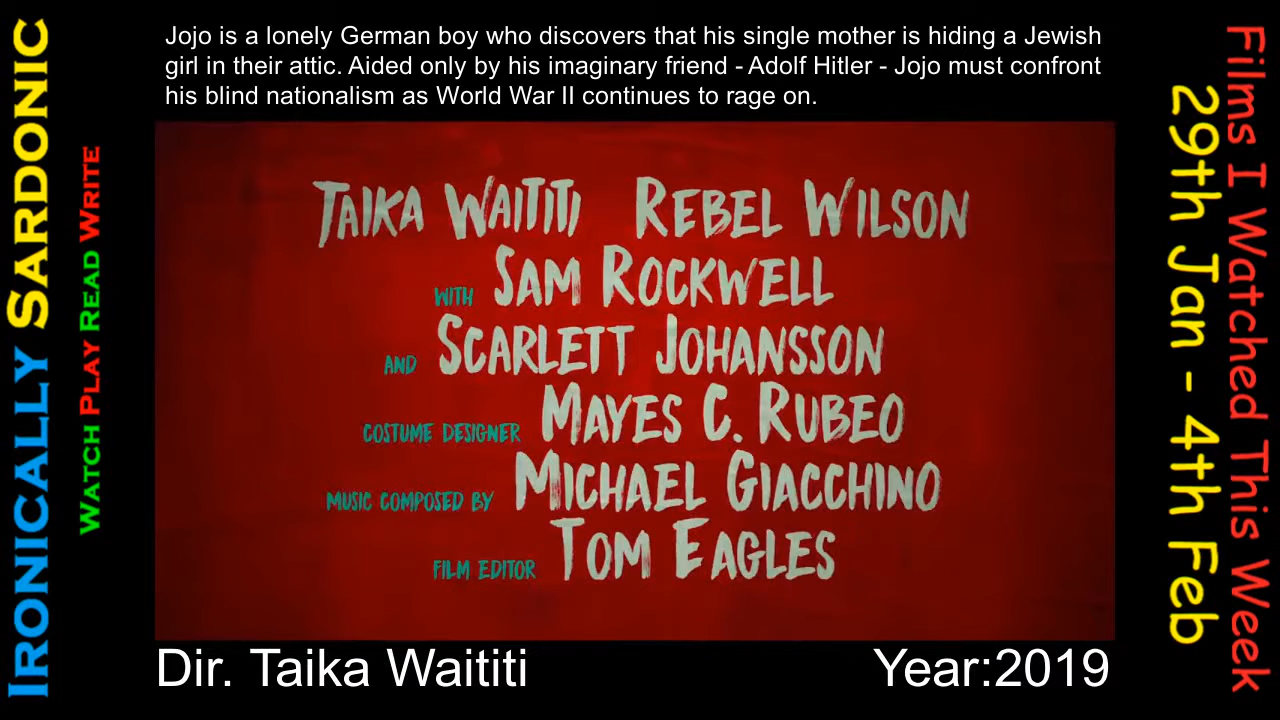 IRONICALLY SARDONIC
WATCH PLAY READ WRITE
Jojo is a lonely German boy who discovers that his single mother is hiding a Jewish
girl in their attic. Aided only by his imaginary friend - Adolf Hitler - Jojo must confront
his blind nationalism as World War II continues to rage on.
TAIKA WAITITI REBEL WILSON
WITH SAM ROCKWELL
AND SCARLETT JOHANSSON
COSTUME DESIGNER MAYES C. RUBEO
MUSIC COMPOSED BY MICHAEL GIACCHINO
FILM EDITOR TOM EAGLES
Dir. Taika Waititi
Year:2019
Films I Watched This Week
29th Jan - 4th Feb